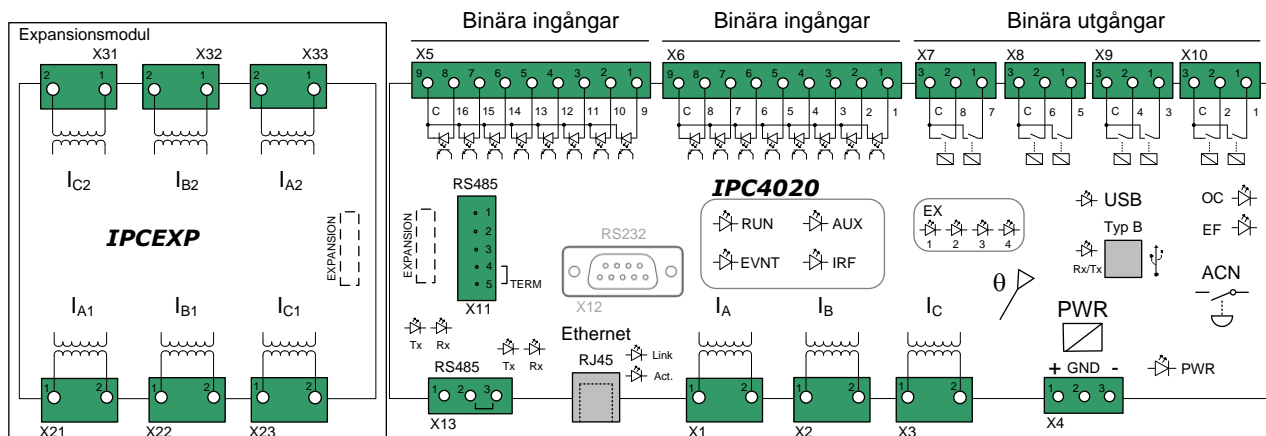 Binära ingångar Binära ingångar Binära utgångar
Expansionsmodul
X31 X32 X33 X5 X6 X7 X8 X9 X10
2 1 2 1 2 1 9 8 7 6 5 4 3 2 1 9 8 7 6 5 4 3 2 1 3 2 1 3 2 1 3 2 1 3 2 1
C 16 15 14 13 12 11 10 9 C 8 7 6 5 4 3 2 1 C 8 7 C 6 5 C 4 3 C 2 1
IC2 IB2 IA2
RS485
IPC4020
1
2
3
4
5
TERM
X11
EXPANSION
EXPANSION
IPCEXP
RS232
X12
RUN AUX
EVNT IRF
EX
1 2 3 4
USB
Typ B
Rx/Tx
OC
EF
θ
ACN
IA1 IB1 IC1
IA IB IC
PWR
Tx Rx
Tx Rx
Ethernet
RJ45
Link
Act.
RS485
+ GND -
PWR
1 2 1 2 1 2 1 2 3 1 2 1 2 1 2 1 2 3
X21 X22 X23 X13 X1 X2 X3 X4